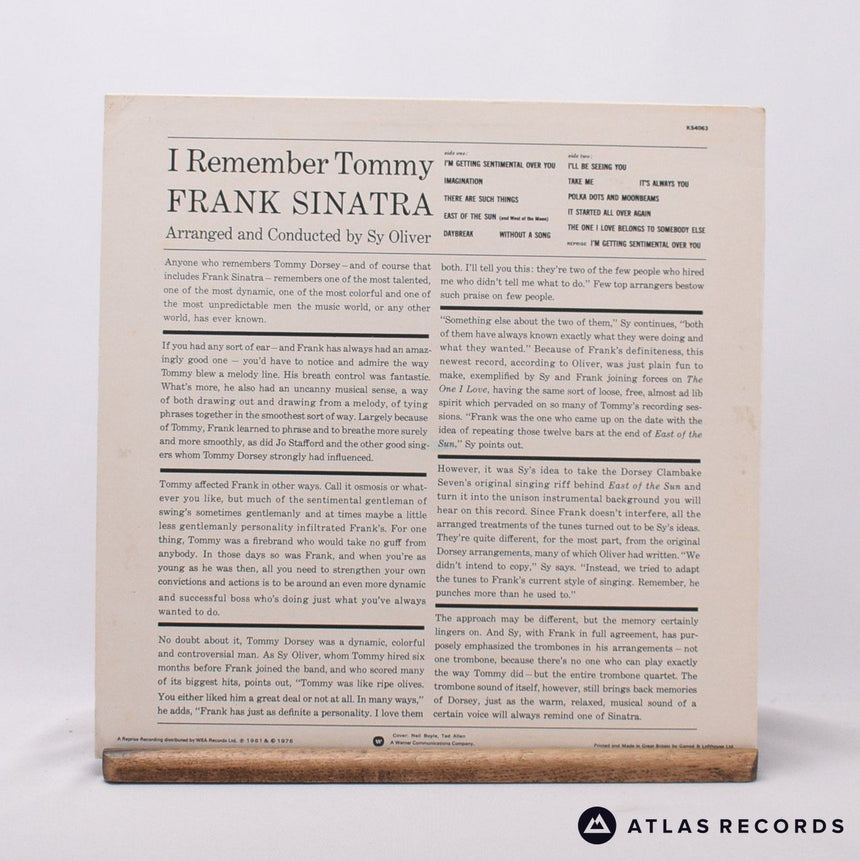 K54063
I Remember Tommy
FRANK SINATRA
Arranged and Conducted by Sy Oliver
side one:
I'M GETTING SENTIMENTAL OVER YOU
IMAGINATION
THERE ARE SUCH THINGS
EAST OF THE SUN (and West of the Moon)
DAYBREAK WITHOUT A SONG
side two:
I'LL BE SEEING YOU
TAKE ME IT'S ALWAYS YOU
POLKA DOTS AND MOONBEAMS
IT STARTED ALL OVER AGAIN
THE ONE I LOVE BELONGS TO SOMEBODY ELSE
REPRISE I'M GETTING SENTIMENTAL OVER YOU
Anyone who remembers Tommy Dorsey – and of course that
includes Frank Sinatra – remembers one of the most talented,
one of the most dynamic, one of the most colorful and one of
the most unpredictable men the music world, or any other
world, has ever known.
If you had any sort of ear – and Frank has always had an amaz-
ingly good one – you'd have to notice and admire the way
Tommy blew a melody line. His breath control was fantastic.
What's more, he also had an uncanny musical sense, a way
of both drawing out and drawing from a melody, of tying
phrases together in the smoothest sort of way. Largely because
of Tommy, Frank learned to phrase and to breathe more surely
and more smoothly, as did Jo Stafford and the other good sing-
ers whom Tommy Dorsey strongly had influenced.
Tommy affected Frank in other ways. Call it osmosis or what-
ever you like, but much of the sentimental gentleman of
swing's sometimes gentlemanly and at times maybe a little
less gentlemanly personality infiltrated Frank's. For one
thing, Tommy was a firebrand who would take no guff from
anybody. In those days so was Frank, and when you're as
young as he was then, all you need to strengthen your own
convictions and actions is to be around an even more dynamic
and successful boss who's doing just what you've always
wanted to do.
No doubt about it, Tommy Dorsey was a dynamic, colorful
and controversial man. As Sy Oliver, whom Tommy hired six
months before Frank joined the band, and who scored many
of its biggest hits, points out, "Tommy was like ripe olives.
You either liked him a great deal or not at all. In many ways,"
he adds, "Frank has just as definite a personality. I love them
both. I'll tell you this: they're two of the few people who hired
me who didn't tell me what to do." Few top arrangers bestow
such praise on few people.
"Something else about the two of them," Sy continues, "both
of them have always known exactly what they were doing and
what they wanted." Because of Frank's definiteness, this
newest record, according to Oliver, was just plain fun to
make, exemplified by Sy and Frank joining forces on The
One I Love, having the same sort of loose, free, almost ad lib
spirit which pervaded on so many of Tommy's recording ses-
sions. "Frank was the one who came up on the date with the
idea of repeating those twelve bars at the end of East of the
Sun," Sy points out.
However, it was Sy's idea to take the Dorsey Clambake
Seven's original singing riff behind East of the Sun and
turn it into the unison instrumental background you will
hear on this record. Since Frank doesn't interfere, all the
arranged treatments of the tunes turned out to be Sy's ideas.
They're quite different, for the most part, from the original
Dorsey arrangements, many of which Oliver had written. "We
didn't intend to copy," Sy says. "Instead, we tried to adapt
the tunes to Frank's current style of singing. Remember, he
punches more than he used to."
The approach may be different, but the memory certainly
lingers on. And Sy, with Frank in full agreement, has pur-
posely emphasized the trombones in his arrangements – not
one trombone, because there's no one who can play exactly
the way Tommy did – but the entire trombone quartet. The
trombone sound of itself, however, still brings back memories
of Dorsey, just as the warm, relaxed, musical sound of a
certain voice will always remind one of Sinatra.
A Reprise Recording distributed by WEA Records Ltd. ℗ 1961 & © 1976
Cover: Neil Boyle, Ted Allen
A Warner Communications Company.
Printed and Made in Great Britain by Garrod & Lofthouse Ltd.
ATLAS RECORDS